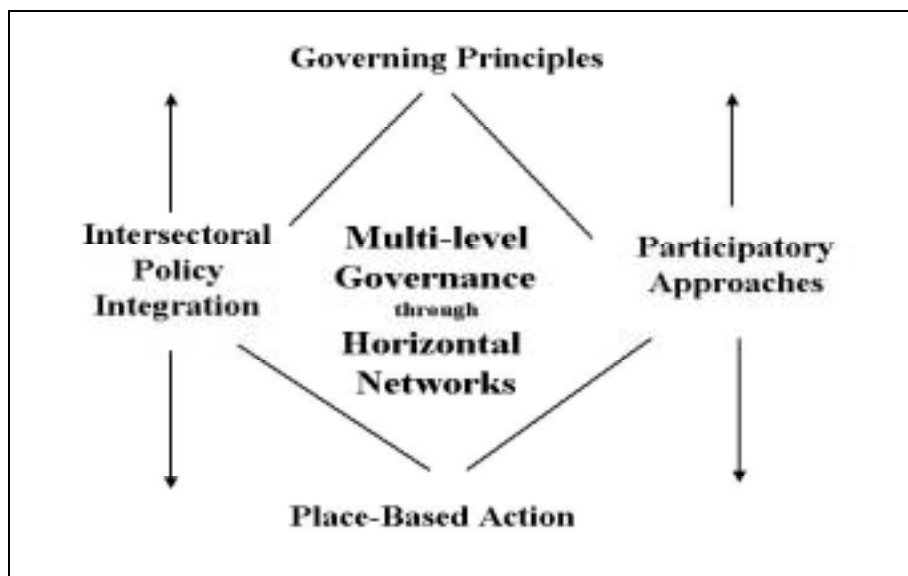 Governing Principles
Intersectoral
Policy
Integration
Multi-level
Governance
through
Horizontal
Networks
Participatory
Approaches
Place-Based Action